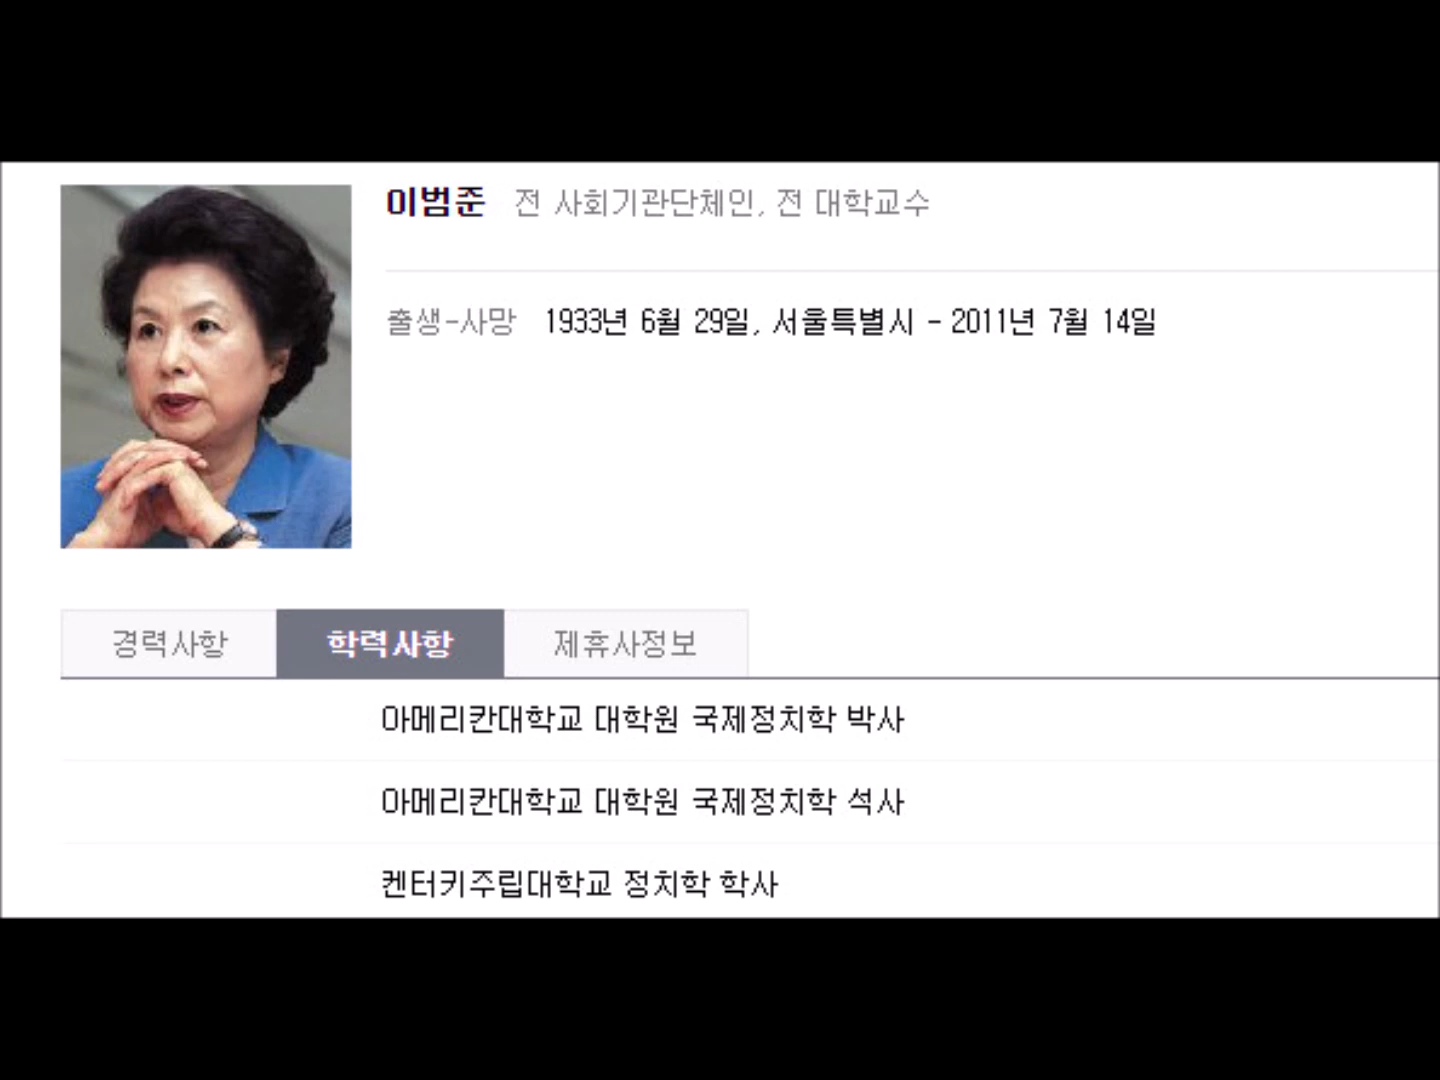 이범준 전 사회기관단체인, 전 대학교수
출생-사망 1933년 6월 29일, 서울특별시 - 2011년 7월 14일
경력사항 학력사항 제휴사정보
아메리칸대학교 대학원 국제정치학 박사
아메리칸대학교 대학원 국제정치학 석사
켄터키주립대학교 정치학 학사